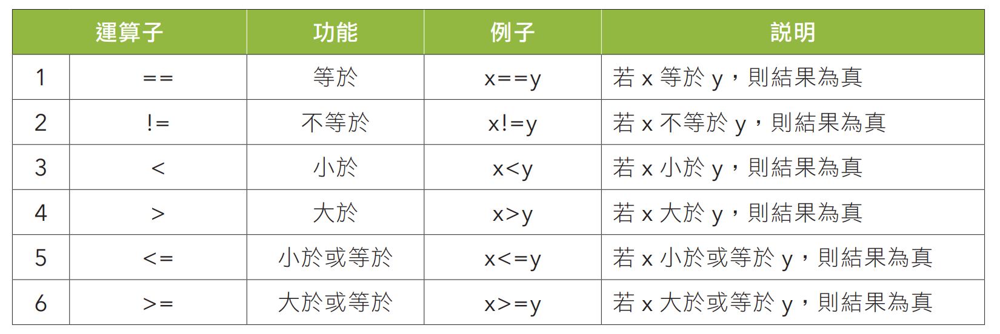 運算子 功能 例子 説明
1 == 等於 x==y 若 x 等於 y，則結果為真
2 != 不等於 x!=y 若 x 不等於 y，則結果為真
3 < 小於 x<y 若 x 小於 y，則結果為真
4 > 大於 x>y 若 x 大於 y，則結果為真
5 <= 小於或等於 x<=y 若 x 小於或等於 y，則結果為真
6 >= 大於或等於 x>=y 若 x 大於或等於 y，則結果為真